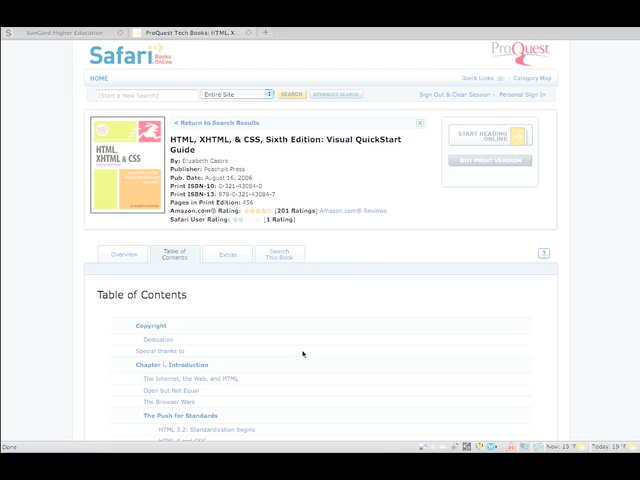 SunGard Higher Education
ProQuest Tech Books: HTML, X...
Safari Books Online
ProQuest
HOME
Quick Links
Category Map
[Start a New Search]
Entire Site
SEARCH
ADVANCED SEARCH
Sign Out & Clear Session
Personal Sign In
< Return to Search Results
X
HTML, XHTML, & CSS, Sixth Edition: Visual QuickStart
Guide
By: Elizabeth Castro
Publisher: Peachpit Press
Pub. Date: August 16, 2006
Print ISBN-10: 0-321-43084-0
Print ISBN-13: 978-0-321-43084-7
Pages in Print Edition: 456
Amazon.com® Rating: [201 Ratings] Amazon.com® Reviews
Safari User Rating: [1 Rating]
HTML,
XHTML & CSS
START READING
ONLINE
BUY PRINT VERSION
Overview
Table of
Contents
Extras
Search
This Book
?
Table of Contents
Copyright
Dedication
Special thanks to
Chapter i. Introduction
The Internet, the Web, and HTML
Open but Not Equal
The Browser Wars
The Push for Standards
HTML 3.2: Standardization begins
HTML 4 and CSS
Done
Now: 19 °F
Today: 19 °F